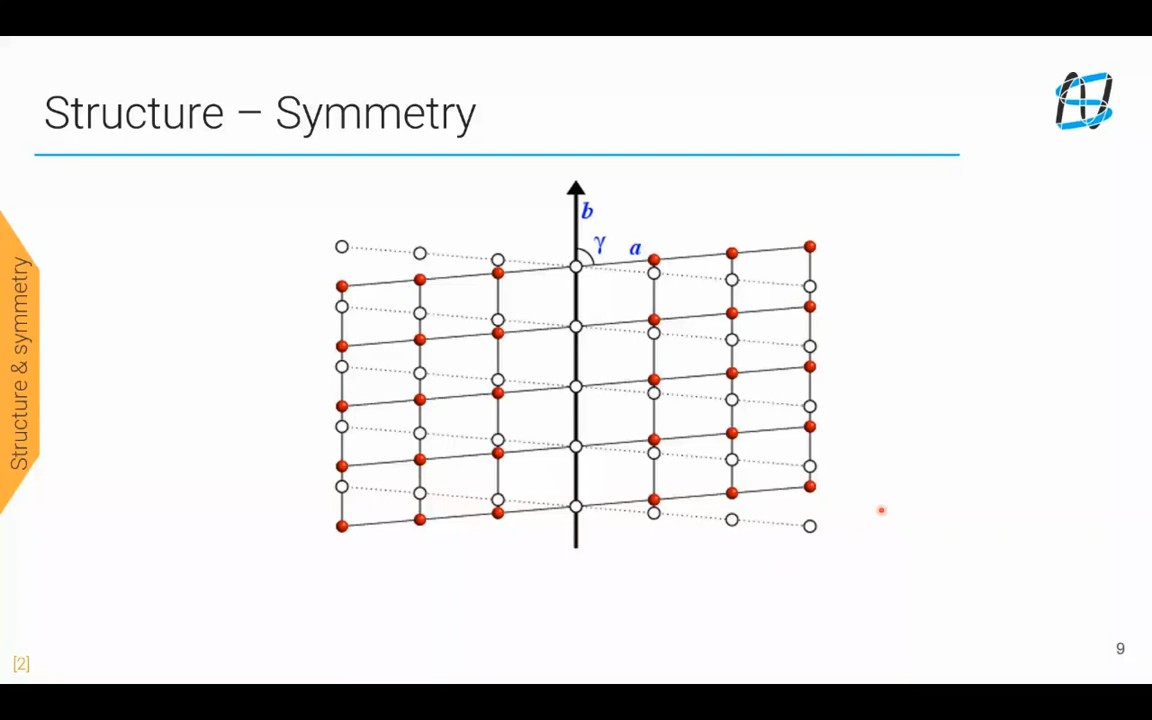 Structure – Symmetry
b
γ
a
Structure & symmetry
9
[2]